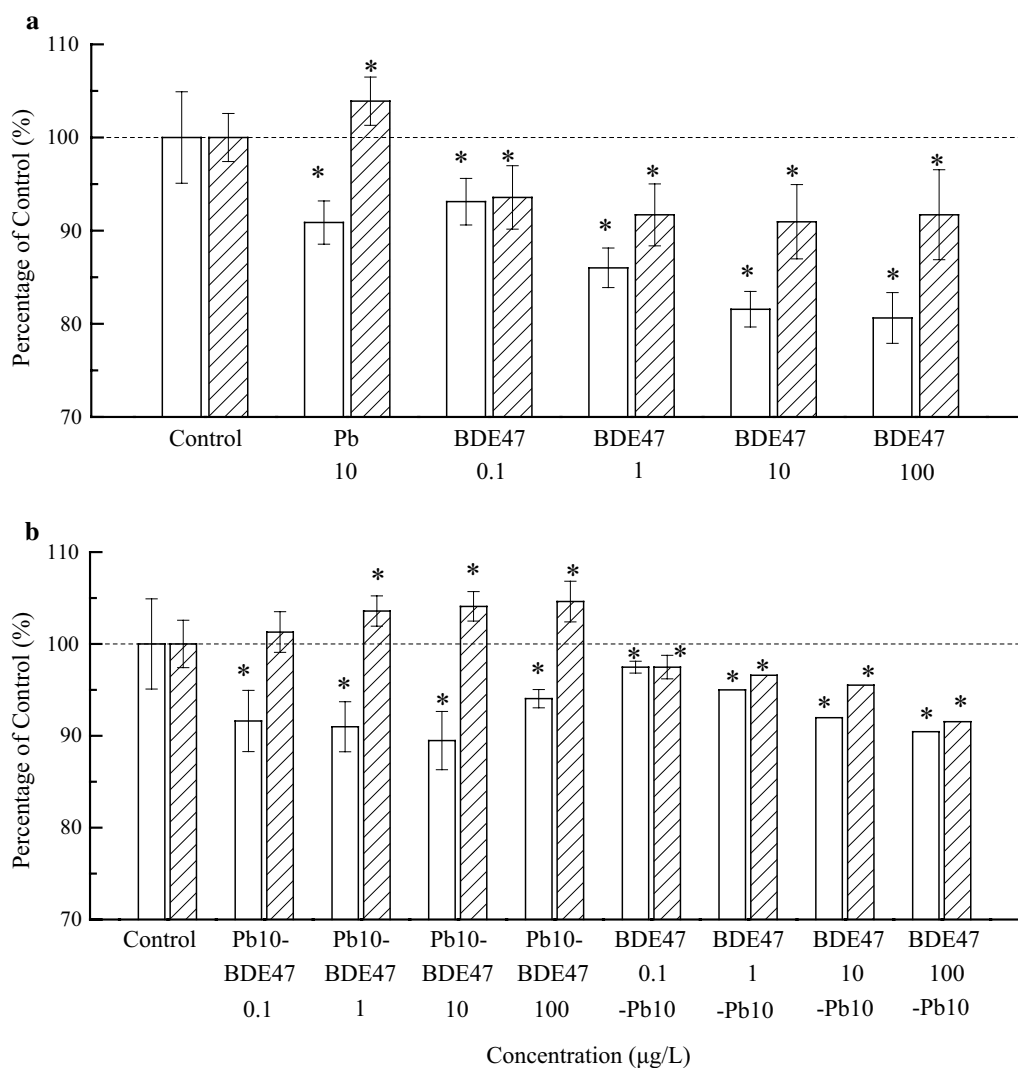 a
110
100
90
80
70
Percentage of Control (%)
* * * * * * * * * *
Control Pb BDE47 BDE47 BDE47 BDE47
10 0.1 1 10 100
b
110
100
90
80
70
Percentage of Control (%)
* * * * * * * * * * * * * * *
Control Pb10- Pb10- Pb10- Pb10- BDE47 BDE47 BDE47 BDE47
BDE47 BDE47 BDE47 BDE47 0.1 1 10 100
0.1 1 10 100 -Pb10 -Pb10 -Pb10 -Pb10
Concentration (μg/L)